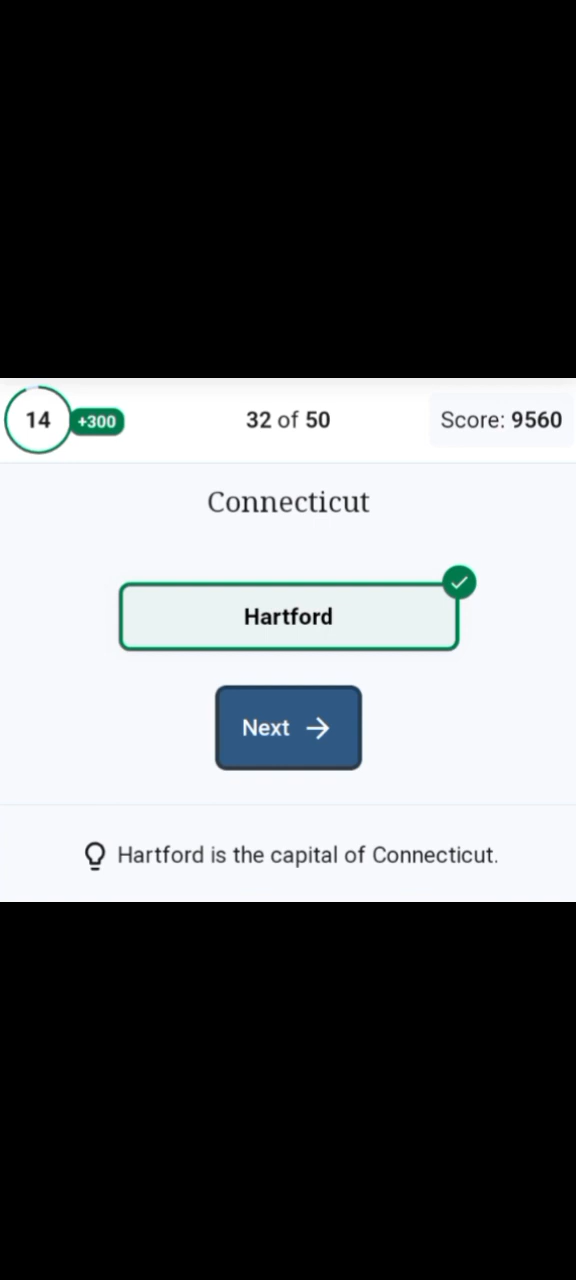 14 +300 32 of 50 Score: 9560
Connecticut
Hartford
Next
Hartford is the capital of Connecticut.